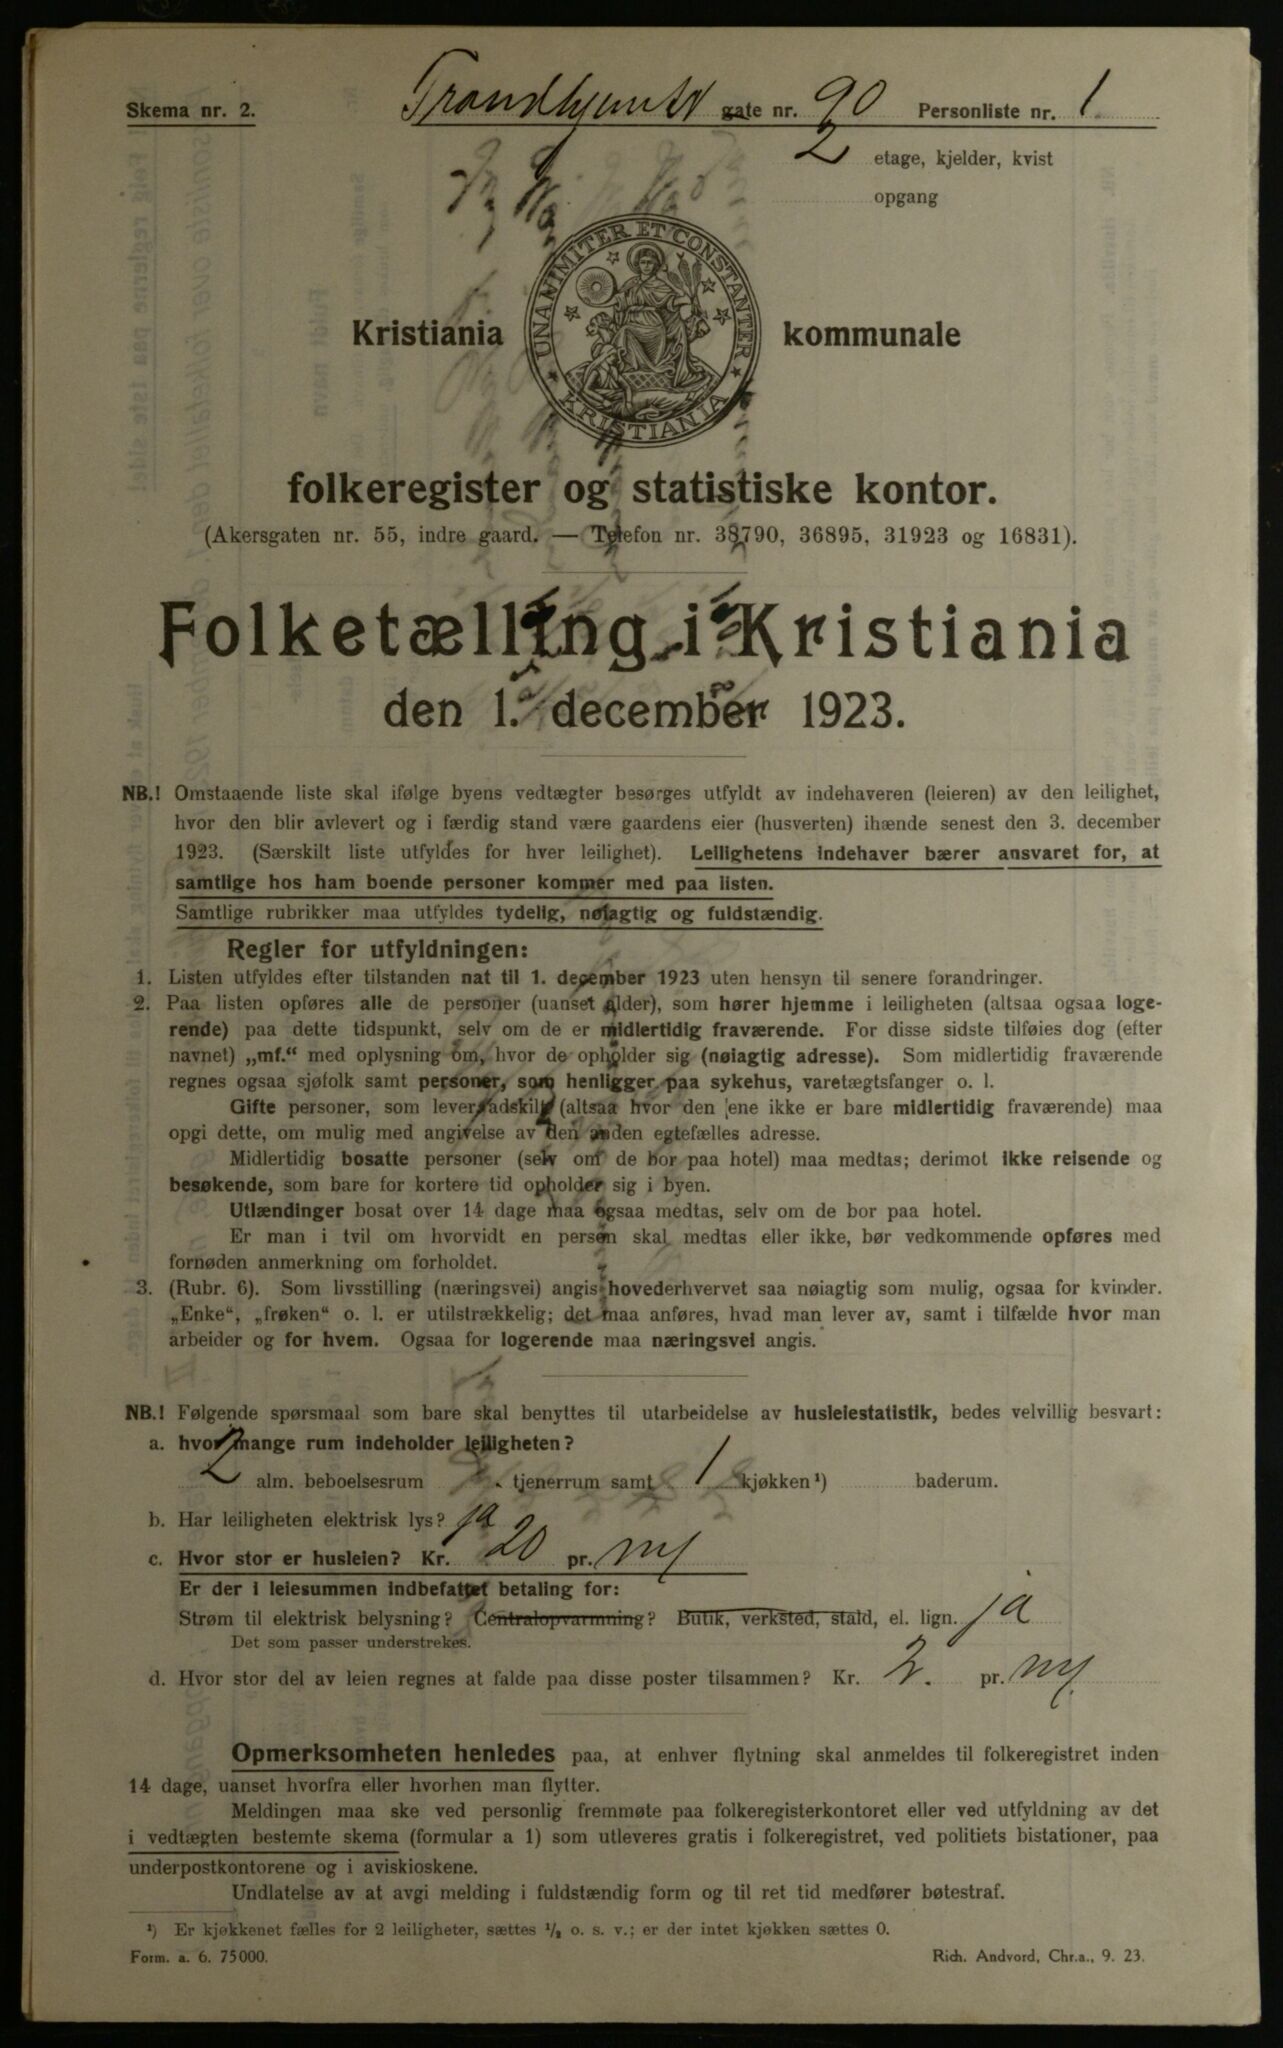 Skema nr. 2.
Trondhjemsv gate nr. 90 Personliste nr. 1
2 etage, kjelder, kvist
opgang
UNANIMITER ET CONSTANTER
KRISTIANIA
Kristiania kommunale
folkeregister og statistiske kontor.
(Akersgaten nr. 55, indre gaard. — Telefon nr. 38790, 36895, 31923 og 16831).
Folketælling i Kristiania
den 1. december 1923.
NB.! Omstaaende liste skal ifølge byens vedtægter besørges utfyldt av indehaveren (leieren) av den leilighet,
hvor den blir avlevert og i færdig stand være gaardens eier (husverten) ihænde senest den 3. december
1923. (Særskilt liste utfyldes for hver leilighet). Leilighetens indehaver bærer ansvaret for, at
samtlige hos ham boende personer kommer med paa listen.
Samtlige rubrikker maa utfyldes tydelig, nøiagtig og fuldstændig.
Regler for utfyldningen:
1. Listen utfyldes efter tilstanden nat til 1. december 1923 uten hensyn til senere forandringer.
2. Paa listen opføres alle de personer (uanset alder), som hører hjemme i leiligheten (altsaa ogsaa loge-
rende) paa dette tidspunkt, selv om de er midlertidig fraværende. For disse sidste tilføies dog (efter
navnet) „mf.“ med oplysning om, hvor de opholder sig (nøiagtig adresse). Som midlertidig fraværende
regnes ogsaa sjøfolk samt personer, som henligger paa sykehus, varetægtsfanger o. l.
Gifte personer, som lever adskilt (altsaa hvor den ene ikke er bare midlertidig fraværende) maa
opgi dette, om mulig med angivelse av den anden egtefælles adresse.
Midlertidig bosatte personer (selv om de bor paa hotel) maa medtas; derimot ikke reisende og
besøkende, som bare for kortere tid opholder sig i byen.
Utlændinger bosat over 14 dage maa ogsaa medtas, selv om de bor paa hotel.
Er man i tvil om hvorvidt en person skal medtas eller ikke, bør vedkommende opføres med
fornøden anmerkning om forholdet.
3. (Rubr. 6). Som livsstilling (næringsvei) angis hovederhvervet saa nøiagtig som mulig, ogsaa for kvinder.
„Enke“, „frøken“ o. l. er utilstrækkelig; det maa anføres, hvad man lever av, samt i tilfælde hvor man
arbeider og for hvem. Ogsaa for logerende maa næringsvei angis.
NB.! Følgende spørsmaal som bare skal benyttes til utarbeidelse av husleiestatistik, bedes velvillig besvart:
a. hvor mange rum indeholder leiligheten?
2 alm. beboelsesrum tjenerrum samt 1 kjøkken¹) baderum.
b. Har leiligheten elektrisk lys? ja
c. Hvor stor er husleien? Kr. 20 pr. my
Er der i leiesummen indbefattet betaling for:
Strøm til elektrisk belysning? Centralopvarmning? Butik, verksted, stald, el. lign. ja
Det som passer understrekes.
d. Hvor stor del av leien regnes at falde paa disse poster tilsammen? Kr. 2. pr. my.
Opmerksomheten henledes paa, at enhver flytning skal anmeldes til folkeregistret inden
14 dage, uanset hvorfra eller hvorhen man flytter.
Meldingen maa ske ved personlig fremmøte paa folkeregisterkontoret eller ved utfyldning av det
i vedtægten bestemte skema (formular a 1) som utleveres gratis i folkeregistret, ved politiets bistationer, paa
underpostkontorene og i aviskioskene.
Undlatelse av at avgi melding i fuldstændig form og til ret tid medfører bøtestraf.
¹) Er kjøkkenet fælles for 2 leiligheter, sættes ½ o. s. v.; er der intet kjøkken sættes 0.
Form. a. 6. 75000.
Rich. Andvord, Chr.a., 9. 23.